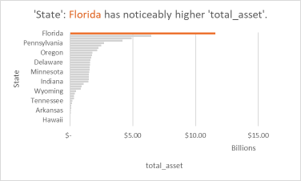 'State': Florida has noticeably higher 'total_asset'.
Florida
Pennsylvania
Oregon
Delaware
Minnesota
Indiana
Wyoming
Tennessee
Arkansas
Hawaii
State
$- $5.00 $10.00 $15.00
Billions
total_asset